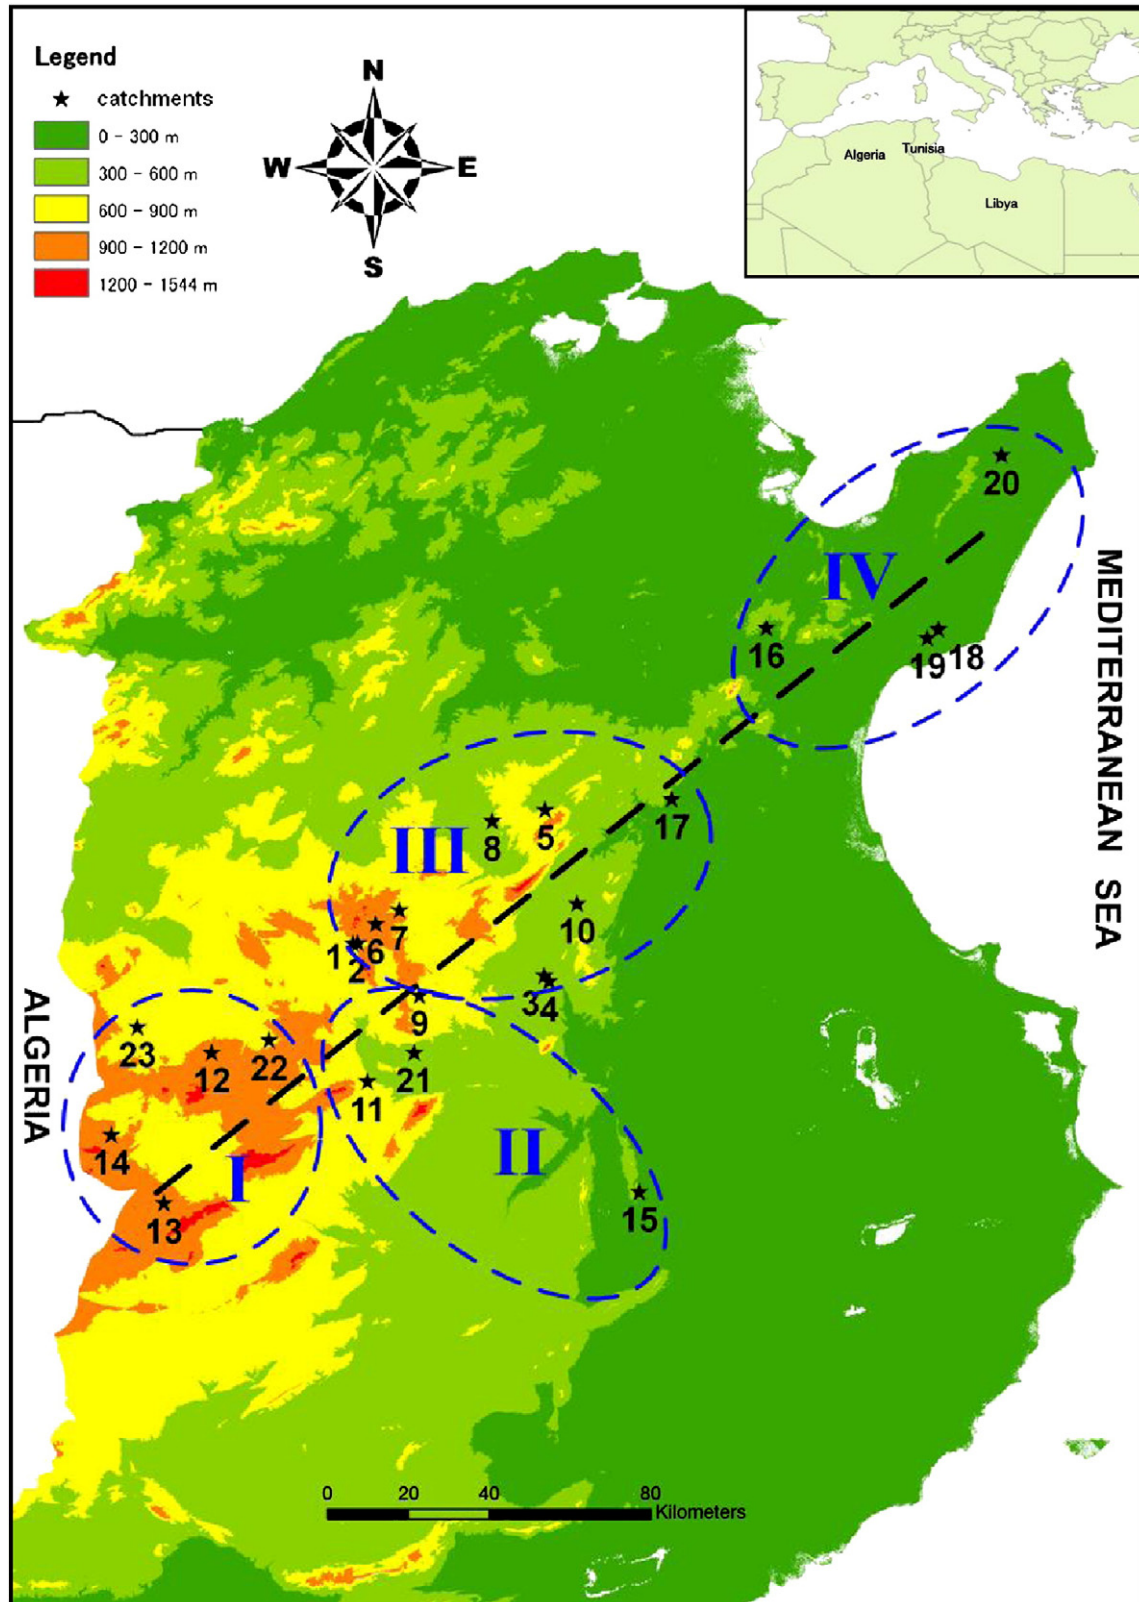 Legend
catchments
0 - 300 m
300 - 600 m
600 - 900 m
900 - 1200 m
1200 - 1544 m
N
W
E
S
Algeria
Tunisia
Libya
20
IV
16
19
18
MEDITERRANEAN SEA
III
8
5
17
7
6
1
2
10
3
4
9
ALGERIA
23
12
22
21
11
14
I
II
13
15
0
20
40
80
Kilometers